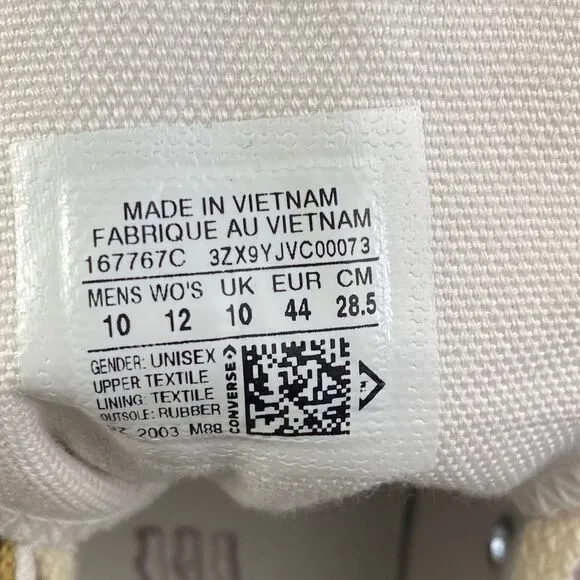 MADE IN VIETNAM
FABRIQUE AU VIETNAM
167767C 3ZX9YJVC00073
MENS WO'S UK EUR CM
10 12 10 44 28.5
GENDER: UNISEX
UPPER TEXTILE
LINING: TEXTILE
OUTSOLE: RUBBER
2003 M88
CONVERSE
TM